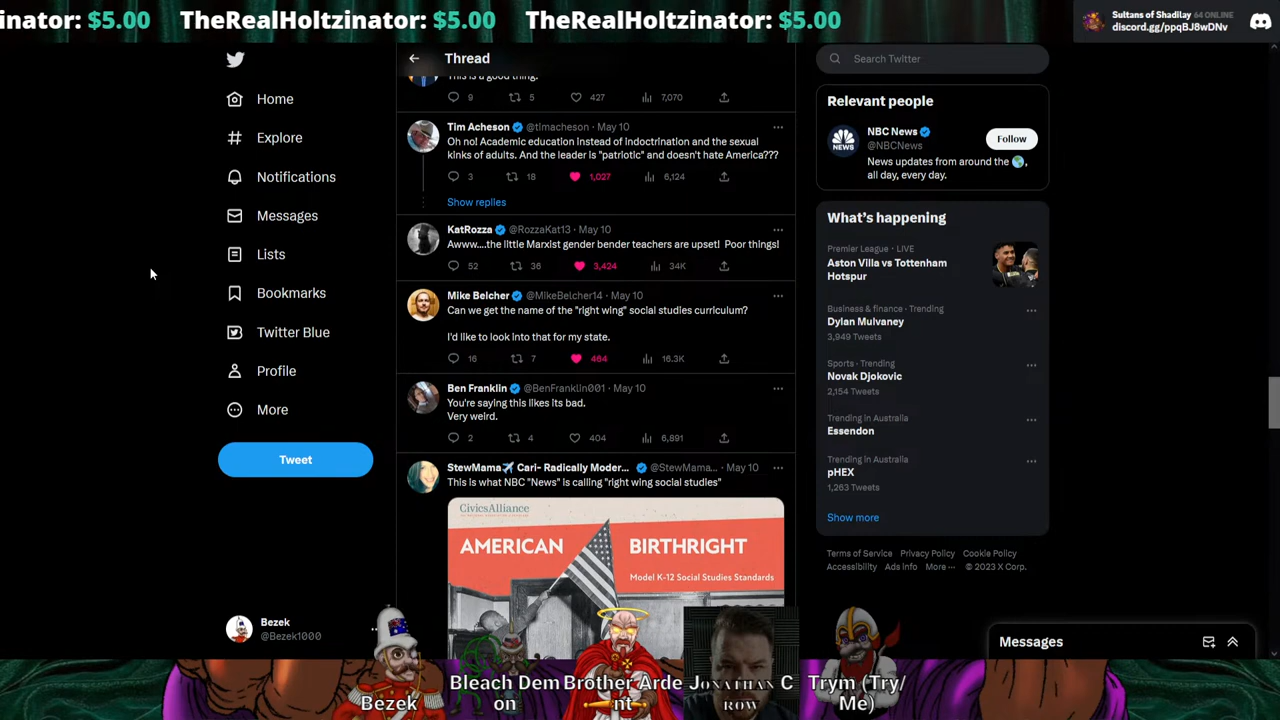 inator: $5.00 TheRealHoltzinator: $5.00 TheRealHoltzinator: $5.00
Sultans of Shadilay 64 ONLINE
discord.gg/ppqBJ8wDNv
Home
Explore
Notifications
Messages
Lists
Bookmarks
Twitter Blue
Profile
More
Tweet
Bezek
@Bezek1000
Thread
This is a good thing.
9 5 427 7,070
Tim Acheson @timacheson · May 10
Oh no! Academic education instead of indoctrination and the sexual
kinks of adults. And the leader is "patriotic" and doesn't hate America???
3 18 1,027 6,124
Show replies
KatRozza @RozzaKat13 · May 10
Awww....the little Marxist gender bender teachers are upset! Poor things!
52 36 3,424 34K
Mike Belcher @MikeBelcher14 · May 10
Can we get the name of the "right wing" social studies curriculum?
I'd like to look into that for my state.
16 7 464 16.3K
Ben Franklin @BenFranklin001 · May 10
You're saying this likes its bad.
Very weird.
2 4 404 6,891
StewMama Cari- Radically Moder... @StewMama... · May 10
This is what NBC "News" is calling "right wing social studies"
CivicsAlliance
AMERICAN BIRTHRIGHT
Model K-12 Social Studies Standards
Search Twitter
Relevant people
NBC News
@NBCNews
Follow
News updates from around the 🌎,
all day, every day.
What's happening
Premier League · LIVE
Aston Villa vs Tottenham
Hotspur
Business & finance · Trending
Dylan Mulvaney
3,949 Tweets
Sports · Trending
Novak Djokovic
2,154 Tweets
Trending in Australia
Essendon
Trending in Australia
pHEX
1,263 Tweets
Show more
Terms of Service Privacy Policy Cookie Policy
Accessibility Ads info More ··· © 2023 X Corp.
Messages
Bezek
Bleach Dem
on
Brother Arde
nt
Jonathan C
row
Trym (Try/
Me)